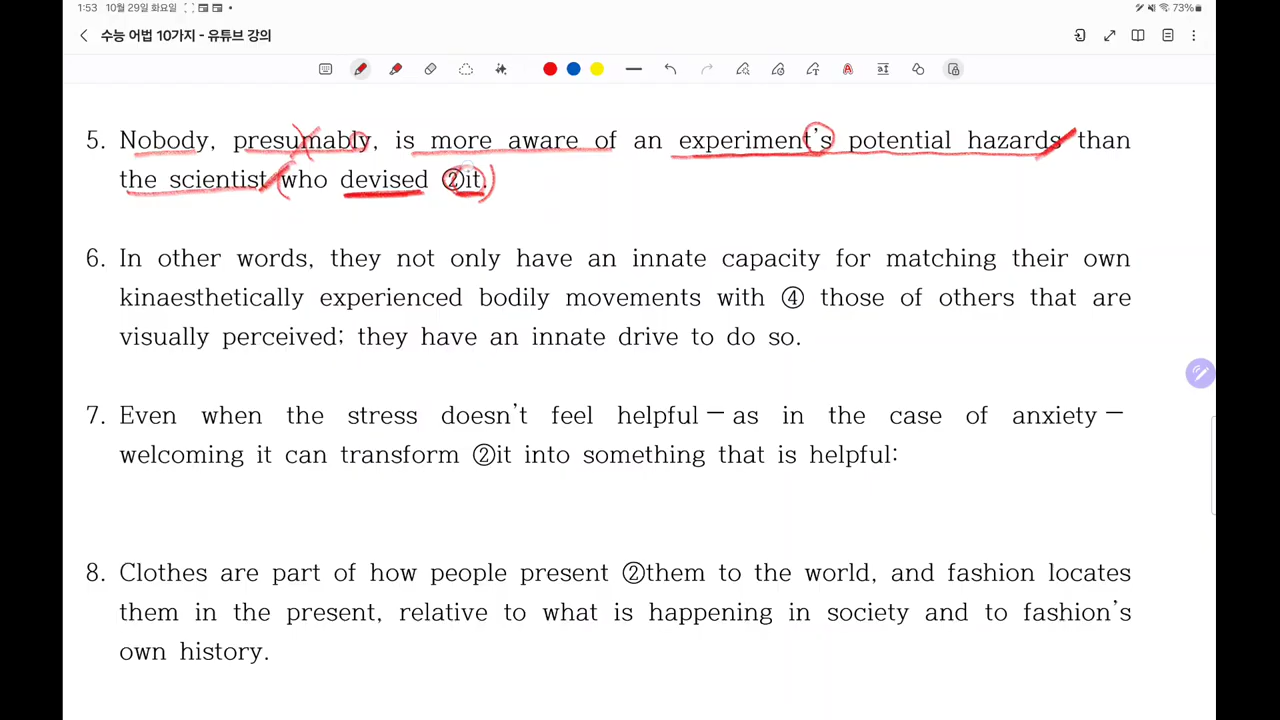 1:53 10월 29일 화요일
73%
수능 어법 10가지 - 유튜브 강의
5. Nobody, presumably, is more aware of an experiment's potential hazards than
the scientist who devised ②it.
6. In other words, they not only have an innate capacity for matching their own
kinaesthetically experienced bodily movements with ④ those of others that are
visually perceived; they have an innate drive to do so.
7. Even when the stress doesn't feel helpful — as in the case of anxiety —
welcoming it can transform ②it into something that is helpful:
8. Clothes are part of how people present ②them to the world, and fashion locates
them in the present, relative to what is happening in society and to fashion's
own history.